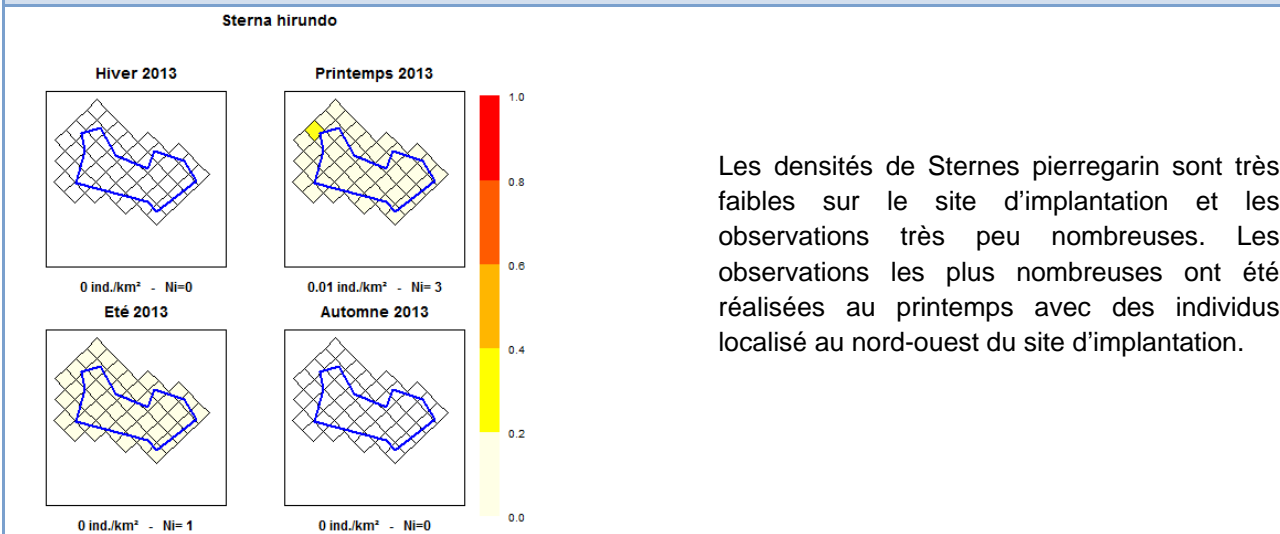 Sterna hirundo
Hiver 2013
Printemps 2013
1.0
0.8
0.6
0.4
0.2
0.0
0 ind./km² - Ni=0
0.01 ind./km² - Ni= 3
Eté 2013
Automne 2013
0 ind./km² - Ni= 1
0 ind./km² - Ni=0
Les densités de Sternes pierregarin sont très
faibles sur le site d'implantation et les
observations très peu nombreuses. Les
observations les plus nombreuses ont été
réalisées au printemps avec des individus
localisé au nord-ouest du site d'implantation.